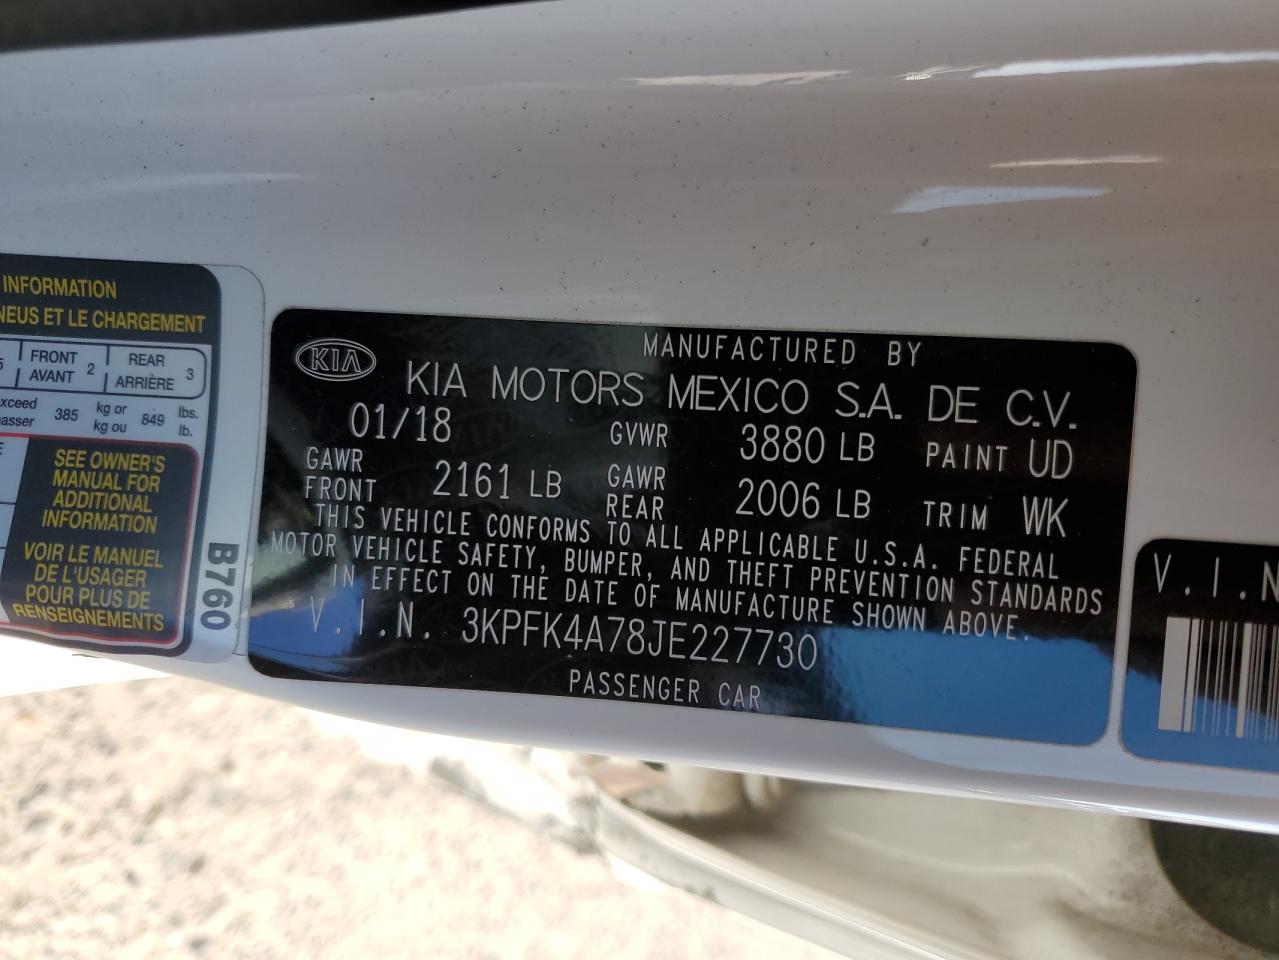 INFORMATION
NEUS ET LE CHARGEMENT
5 FRONT AVANT 2 REAR ARRIÈRE 3
385 kg or kg ou 849 lbs. lb.
SEE OWNER'S
MANUAL FOR
ADDITIONAL
INFORMATION
VOIR LE MANUEL
DE L'USAGER
POUR PLUS DE
RENSEIGNEMENTS
B760
KIA
MANUFACTURED BY
KIA MOTORS MEXICO S.A. DE C.V.
01/18 GVWR 3880 LB PAINT UD
GAWR FRONT 2161 LB GAWR REAR 2006 LB TRIM WK
THIS VEHICLE CONFORMS TO ALL APPLICABLE U.S.A. FEDERAL
MOTOR VEHICLE SAFETY, BUMPER, AND THEFT PREVENTION STANDARDS
IN EFFECT ON THE DATE OF MANUFACTURE SHOWN ABOVE.
V.I.N. 3KPFK4A78JE227730
PASSENGER CAR
V.I.N